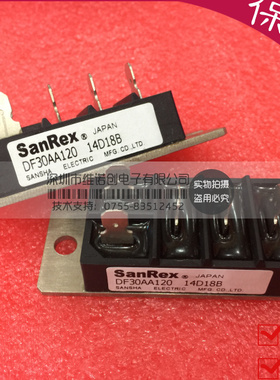 保
SanRex® JAPAN
DF30AA120 14D18B
SANSHA ELECTRIC MFG CO.,LTD
实物拍摄
盗用必究
深圳市维诺创电子有限公司
技术支持: 0755-83512452
SanRex® JAPAN
DF30AA120 14D18B
SANSHA ELECTRIC MFG CO.,LTD